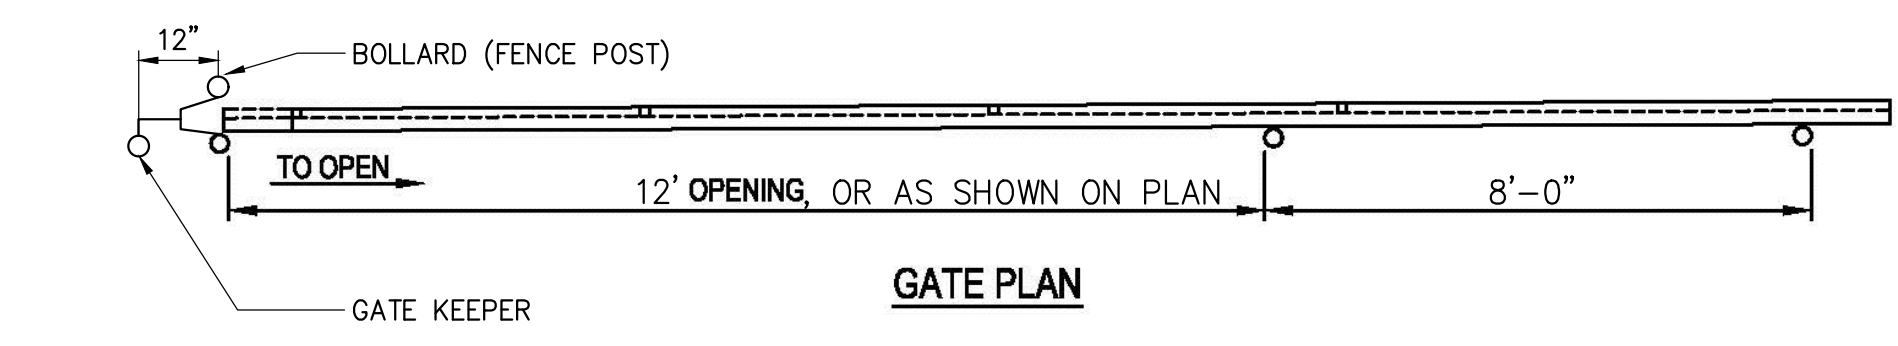 12"
BOLLARD (FENCE POST)
TO OPEN
12' OPENING, OR AS SHOWN ON PLAN
8'-0"
GATE PLAN
GATE KEEPER